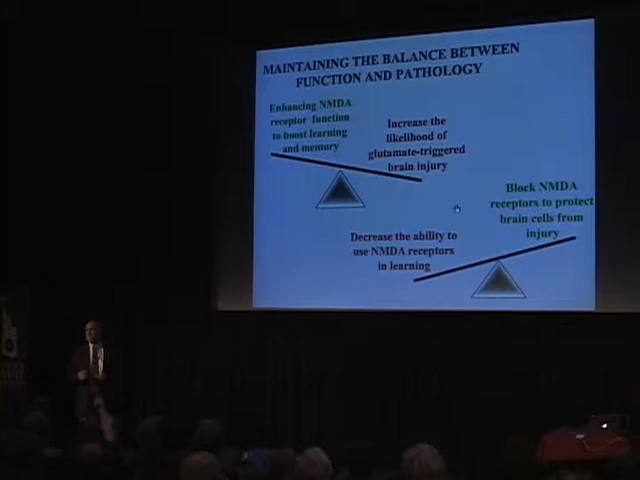 MAINTAINING THE BALANCE BETWEEN
FUNCTION AND PATHOLOGY
Enhancing NMDA
receptor function
to boost learning
and memory
Increase the
likelihood of
glutamate-triggered
brain injury
Block NMDA
receptors to protect
brain cells from
injury
Decrease the ability to
use NMDA receptors
in learning